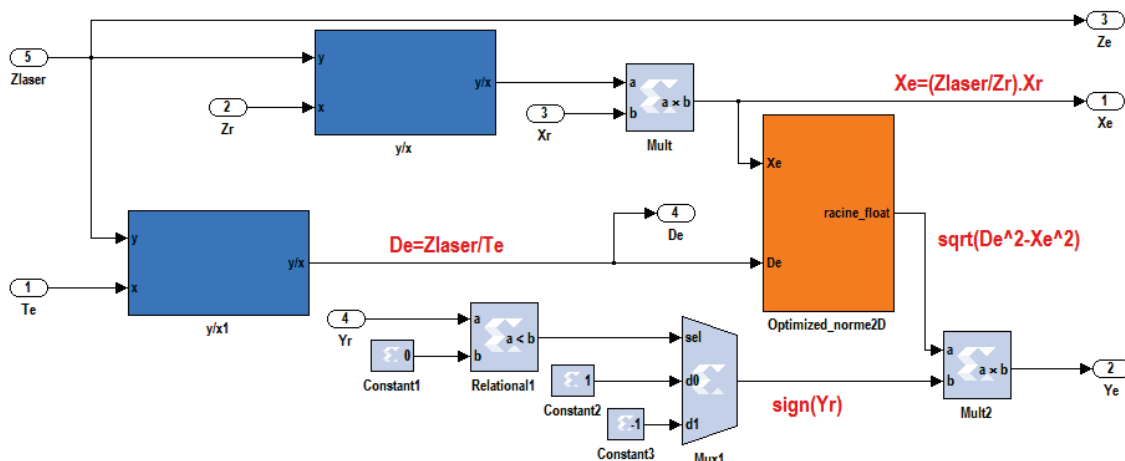 5
Zlaser
3
Ze
y
x
y/x
y/x
2
Zr
3
Xr
a
b
a × b
Mult
Xe=(Zlaser/Zr).Xr
1
Xe
Xe
De
racine_float
Optimized_norme2D
sqrt(De^2-Xe^2)
y
x
y/x
y/x1
1
Te
De=Zlaser/Te
4
De
4
Yr
0
Constant1
a
b
a < b
Relational1
1
Constant2
-1
Constant3
sel
d0
d1
Mux1
sign(Yr)
a
b
a × b
Mult2
2
Ye